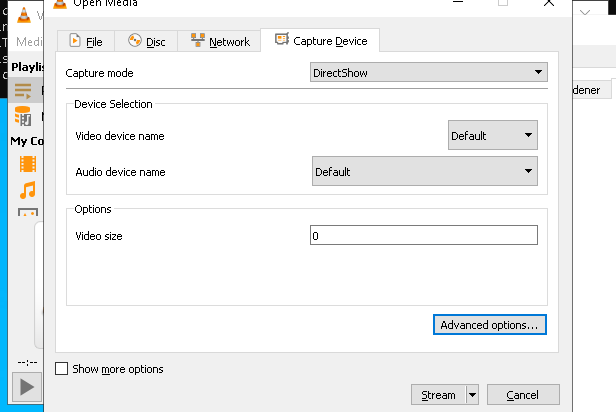 Open Media
Medi
File
Disc
Network
Capture Device
Playlis
Capture mode
DirectShow
dener
Device Selection
My Co
Video device name
Default
Audio device name
Default
Options
Video size
0
Advanced options...
--:--
Show more options
Stream
Cancel